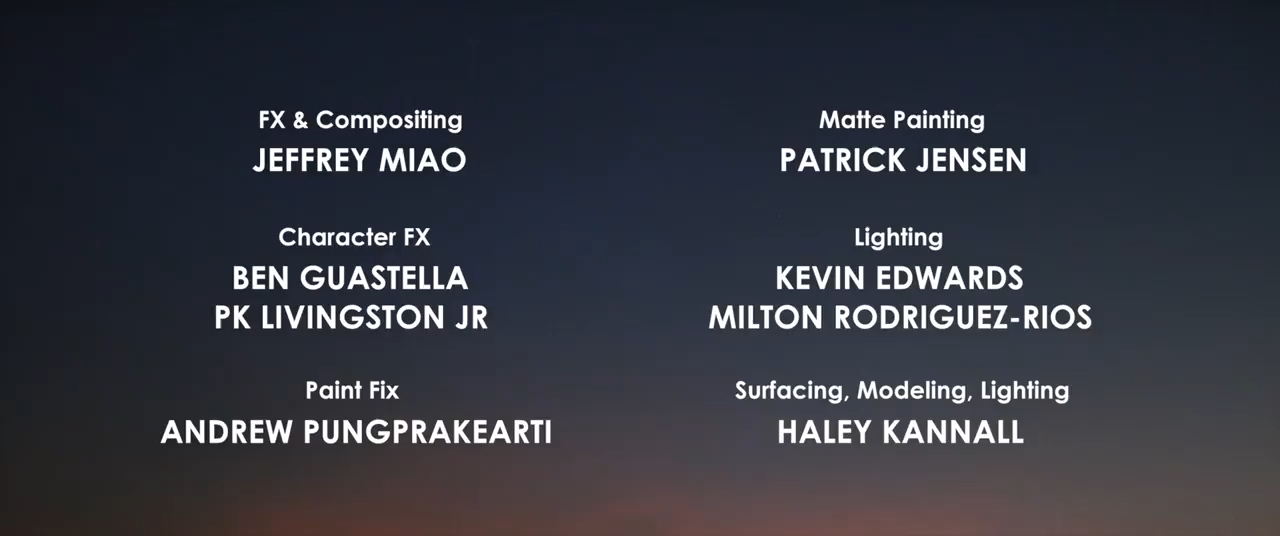 FX & Compositing
JEFFREY MIAO
Character FX
BEN GUASTELLA
PK LIVINGSTON JR
Paint Fix
ANDREW PUNGPRAKEARTI
Matte Painting
PATRICK JENSEN
Lighting
KEVIN EDWARDS
MILTON RODRIGUEZ-RIOS
Surfacing, Modeling, Lighting
HALEY KANNALL